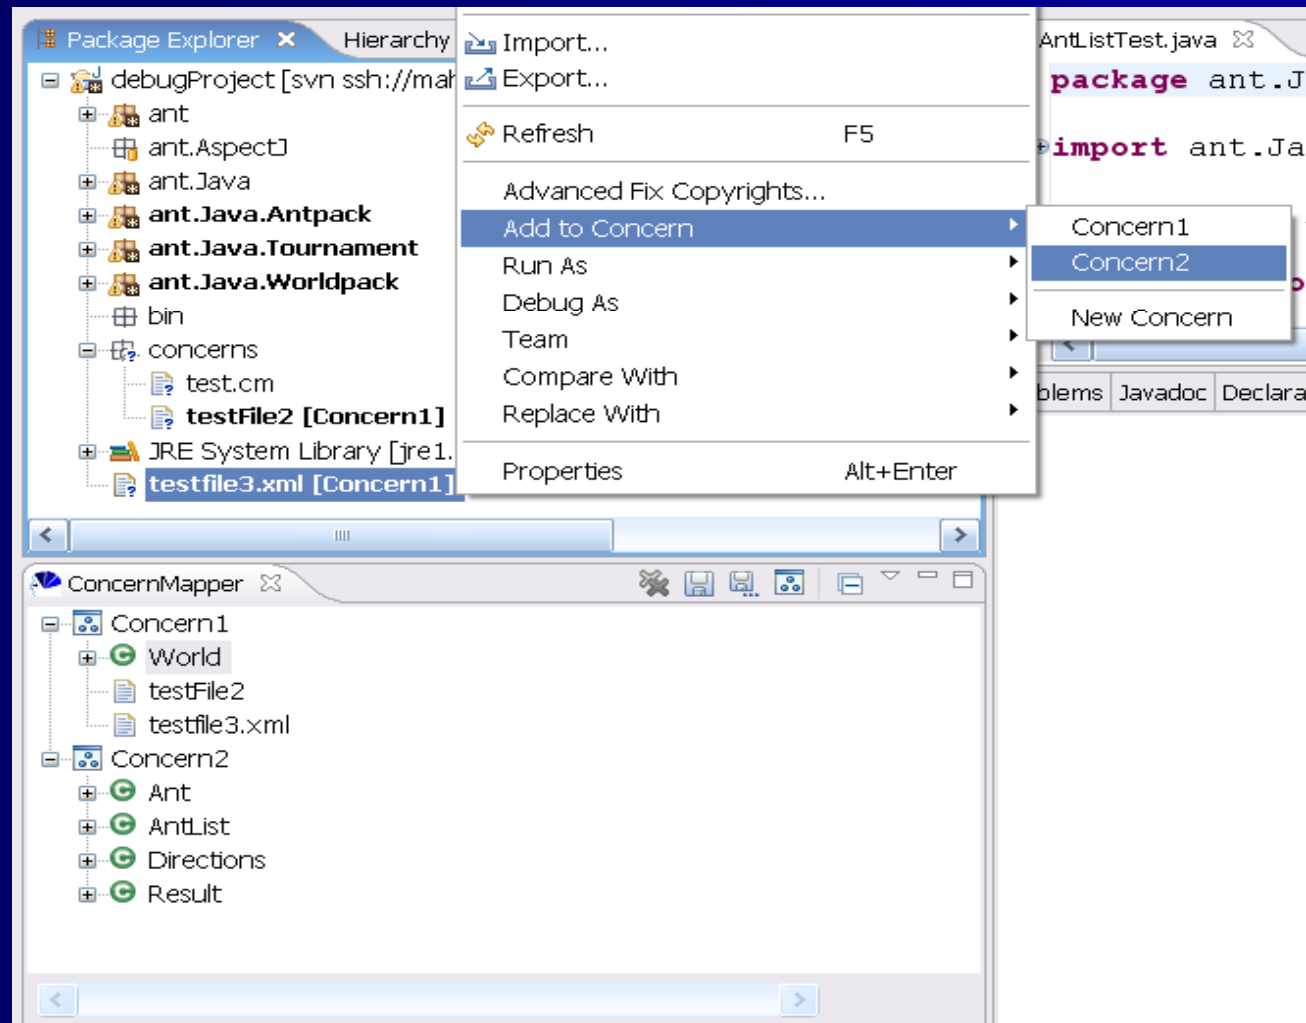 Package Explorer
Hierarchy
debugProject [svn ssh://mah
ant
ant.AspectJ
ant.Java
ant.Java.Antpack
ant.Java.Tournament
ant.Java.Worldpack
bin
concerns
test.cm
testFile2 [Concern1]
JRE System Library [jre1.
testfile3.xml [Concern1]
Import...
Export...
Refresh F5
Advanced Fix Copyrights...
Add to Concern
Run As
Debug As
Team
Compare With
Replace With
Properties Alt+Enter
Concern1
Concern2
New Concern
AntListTest.java
package ant.J
import ant.Ja
blems Javadoc Declara
ConcernMapper
Concern1
World
testFile2
testfile3.xml
Concern2
Ant
AntList
Directions
Result